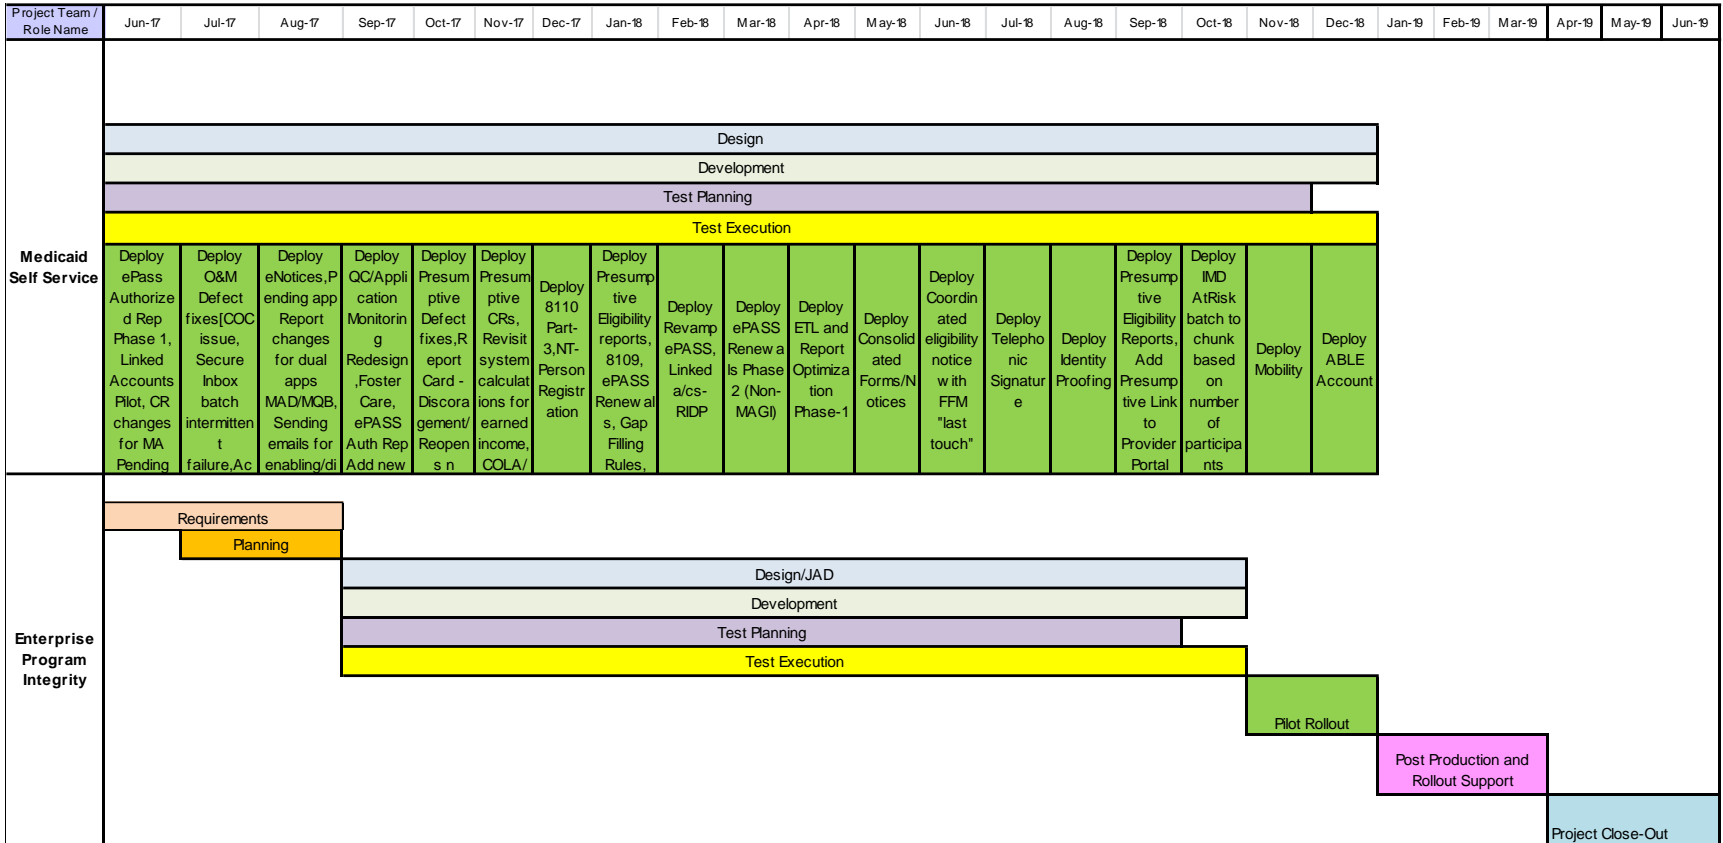 Project Team /
Role Name
Jun-17
Jul-17
Aug-17
Sep-17
Oct-17
Nov-17
Dec-17
Jan-18
Feb-18
Mar-18
Apr-18
May-18
Jun-18
Jul-18
Aug-18
Sep-18
Oct-18
Nov-18
Dec-18
Jan-19
Feb-19
Mar-19
Apr-19
May-19
Jun-19
Medicaid
Self Service
Design
Development
Test Planning
Test Execution
Deploy
ePass
Authorize
d Rep
Phase 1,
Linked
Accounts
Pilot, CR
changes
for MA
Pending
Deploy
O&M
Defect
fixes[COC
issue,
Secure
Inbox
batch
intermitten
t
failure,Ac
Deploy
eNotices,P
ending app
Report
changes
for dual
apps
MAD/MQB,
Sending
emails for
enabling/di
Deploy
QC/Appli
cation
Monitorin
g
Redesign
,Foster
Care,
ePASS
Auth Rep
Add new
Deploy
Presum
ptive
Defect
fixes,R
eport
Card -
Discora
gement/
Reopen
s n
Deploy
Presum
ptive
CRs,
Revisit
system
calculat
ions for
earned
income,
COLA/
Deploy
8110
Part-
3,NT-
Person
Registr
ation
Deploy
Presump
tive
Eligibility
reports,
8109,
ePASS
Renewal
s, Gap
Filling
Rules,
Deploy
Revamp
ePASS,
Linked
a/cs-
RIDP
Deploy
ePASS
Renewa
ls Phase
2 (Non-
MAGI)
Deploy
ETL and
Report
Optimiza
tion
Phase-1
Deploy
Consolid
ated
Forms/N
otices
Deploy
Coordin
ated
eligibility
notice
with
FFM
"last
touch"
Deploy
Telepho
nic
Signatur
e
Deploy
Identity
Proofing
Deploy
Presump
tive
Eligibility
Reports,
Add
Presump
tive Link
to
Provider
Portal
Deploy
IMD
AtRisk
batch to
chunk
based
on
number
of
participa
nts
Deploy
Mobility
Deploy
ABLE
Account
Enterprise
Program
Integrity
Requirements
Planning
Design/JAD
Development
Test Planning
Test Execution
Pilot Rollout
Post Production and
Rollout Support
Project Close-Out